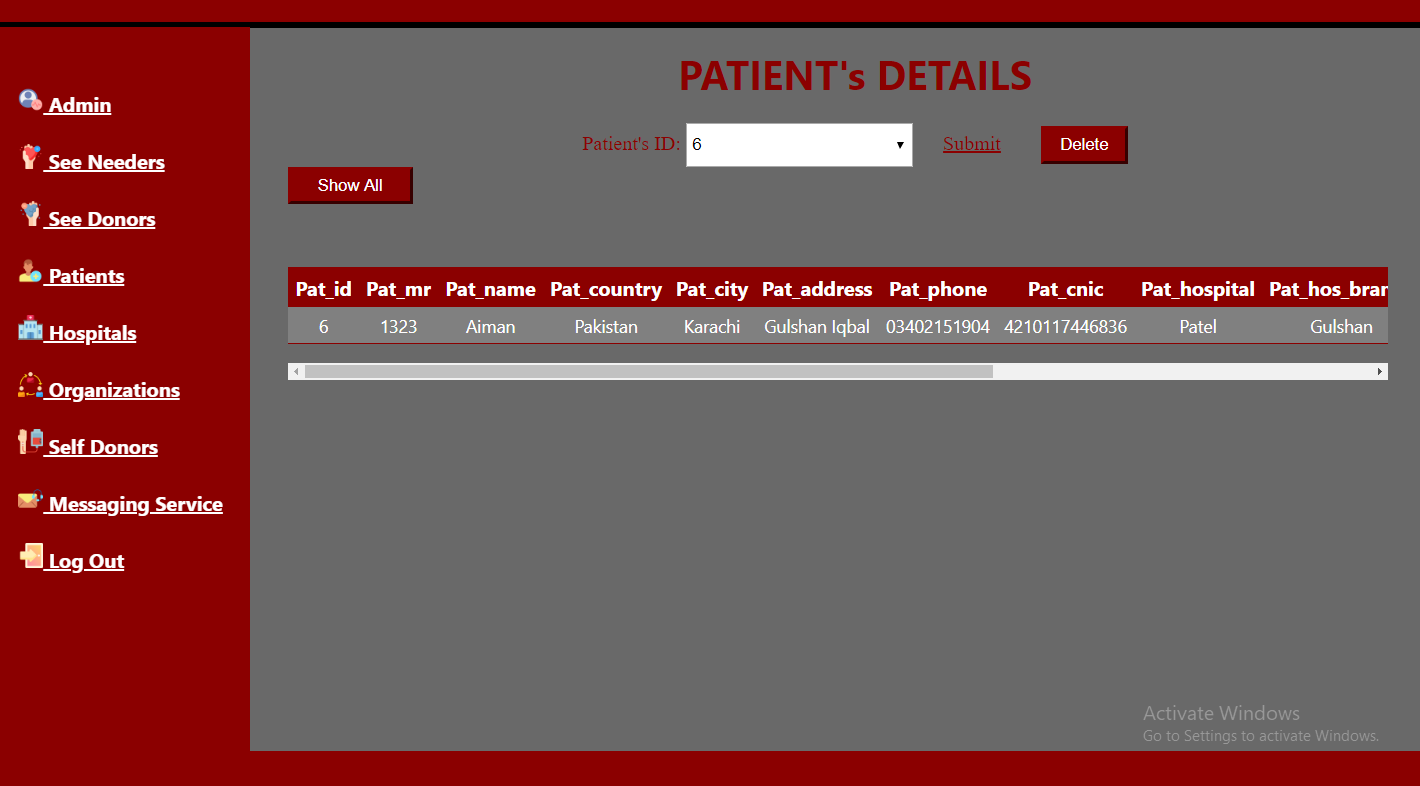 Admin
See Needers
See Donors
Patients
Hospitals
Organizations
Self Donors
Messaging Service
Log Out
PATIENT's DETAILS
Patient's ID: 6 Submit Delete
Show All
Pat_id Pat_mr Pat_name Pat_country Pat_city Pat_address Pat_phone Pat_cnic Pat_hospital Pat_hos_bran
6 1323 Aiman Pakistan Karachi Gulshan Iqbal 03402151904 4210117446836 Patel Gulshan
Activate Windows
Go to Settings to activate Windows.